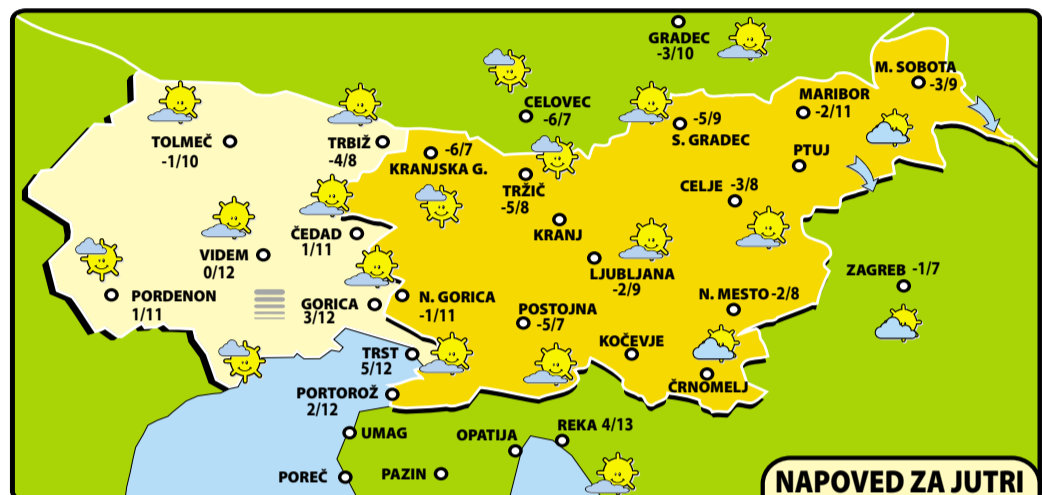 GRADEC
-3/10
M. SOBOTA
-3/9
CELOVEC
-6/7
MARIBOR
-2/11
-5/9
S. GRADEC
TOLMEČ
-1/10
TRBIŽ
-4/8
-6/7
KRANJSKA G.
PTUJ
TRŽIČ
-5/8
CELJE -3/8
KRANJ
ČEDAD
1/11
VIDEM
0/12
LJUBLJANA
-2/9
ZAGREB -1/7
PORDENON
1/11
GORICA
3/12
N. GORICA
-1/11
N. MESTO -2/8
POSTOJNA
-5/7
KOČEVJE
TRST
5/12
ČRNOMELJ
PORTOROŽ
2/12
UMAG
OPATIJA
REKA 4/13
POREČ
PAZIN
NAPOVED ZA JUTRI